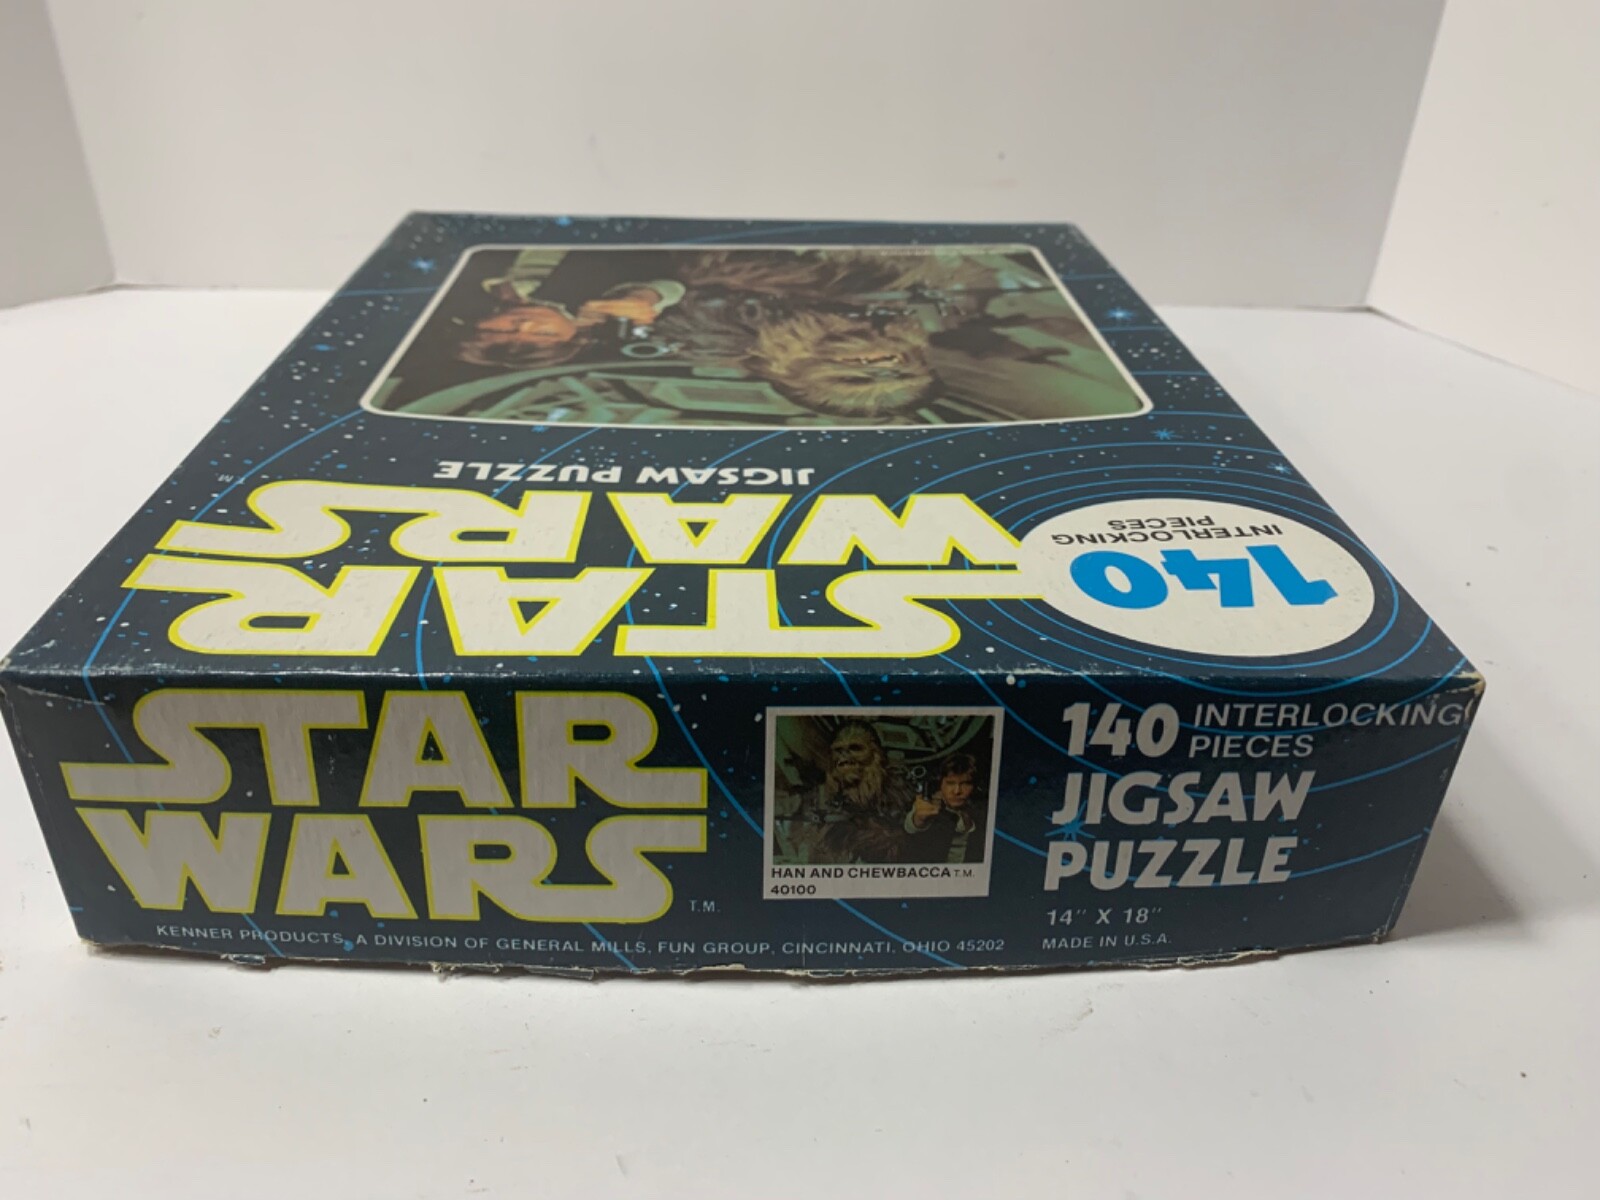 JIGSAW PUZZLE
T.M.
STAR
WARS
140
INTERLOCKING
PIECES
STAR
WARS
T.M.
HAN AND CHEWBACCA T.M.
40100
140 INTERLOCKING
PIECES
JIGSAW
PUZZLE
14" X 18"
MADE IN U.S.A.
KENNER PRODUCTS, A DIVISION OF GENERAL MILLS, FUN GROUP, CINCINNATI, OHIO 45202